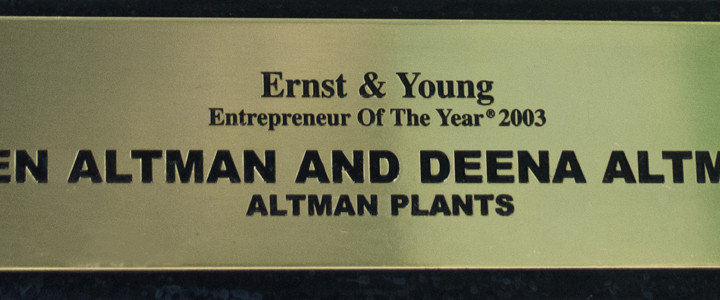 Ernst & Young
Entrepreneur Of The Year® 2003
EN ALTMAN AND DEENA ALTM
ALTMAN PLANTS